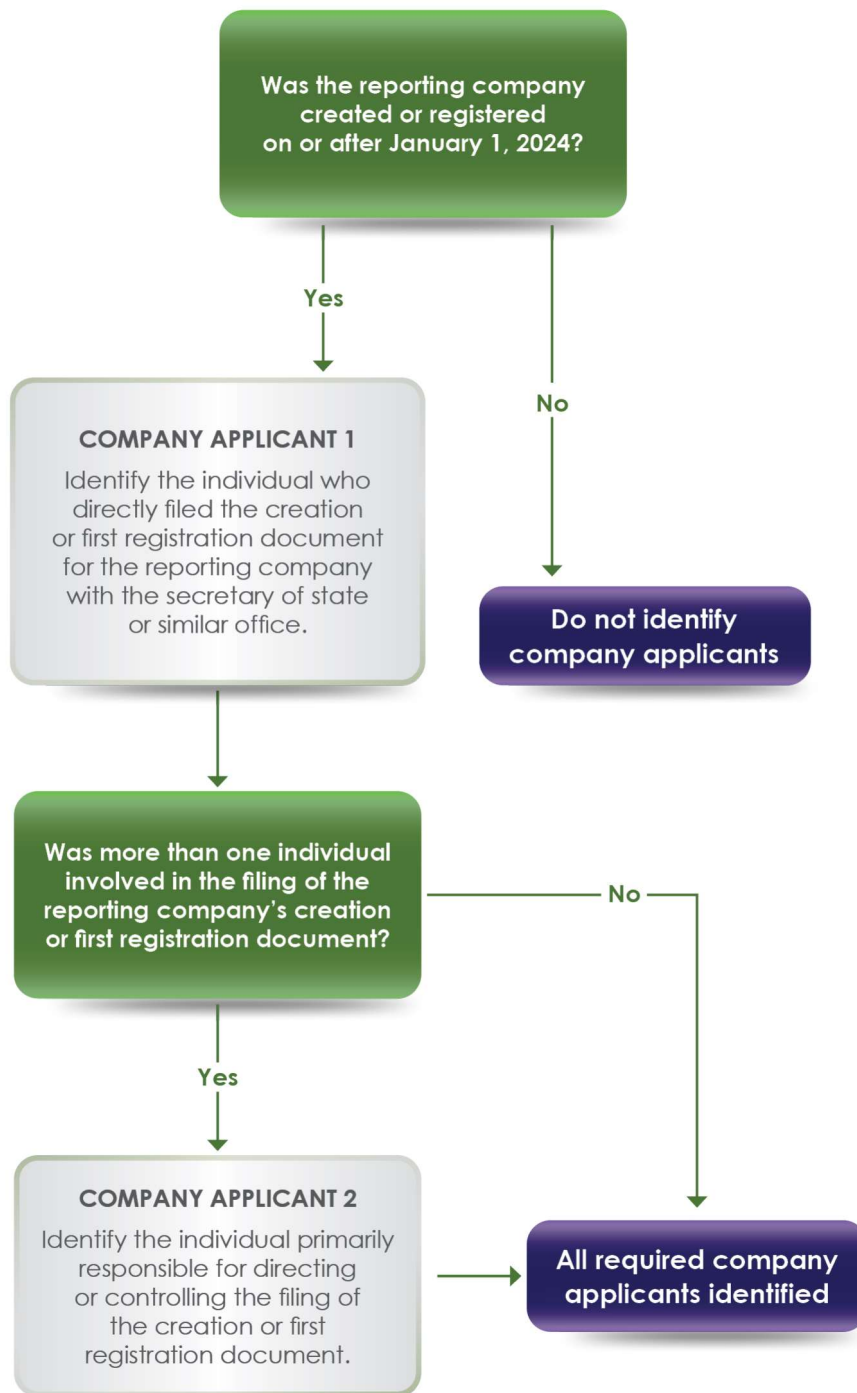 Was the reporting company
created or registered
on or after January 1, 2024?
Yes
No
COMPANY APPLICANT 1
Identify the individual who
directly filed the creation
or first registration document
for the reporting company
with the secretary of state
or similar office.
Do not identify
company applicants
Was more than one individual
involved in the filing of the
reporting company’s creation
or first registration document?
No
Yes
COMPANY APPLICANT 2
Identify the individual primarily
responsible for directing
or controlling the filing of
the creation or first
registration document.
All required company
applicants identified